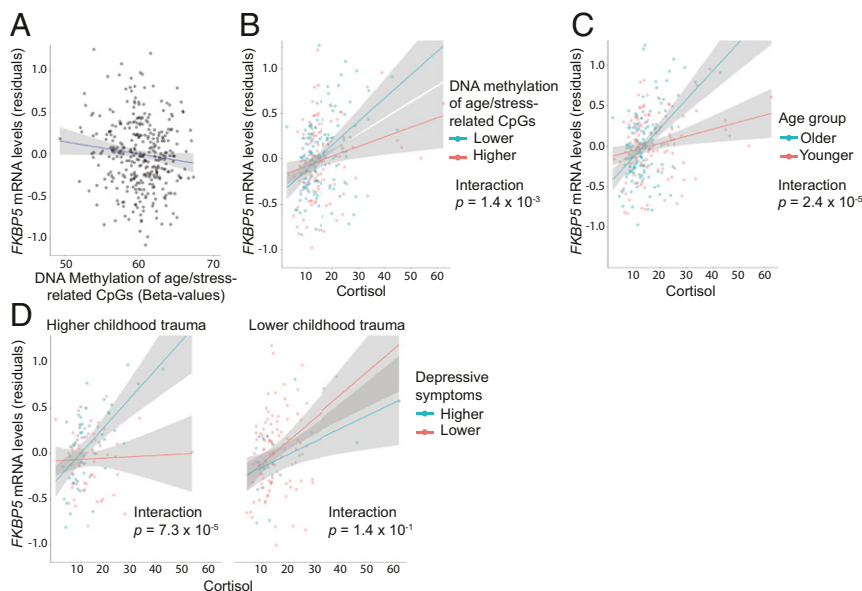 A
FKBP5 mRNA levels (residuals)
1.0
0.5
0.0
-0.5
-1.0
50
60
70
DNA Methylation of age/stress-
related CpGs (Beta-values)
B
FKBP5 mRNA levels (residuals)
1.0
0.5
0.0
-0.5
-1.0
10 20 30 40 50 60
Cortisol
DNA methylation
of age/stress-
related CpGs
Lower
Higher
Interaction
p = 1.4 x 10-3
C
FKBP5 mRNA levels (residuals)
1.0
0.5
0.0
-0.5
-1.0
10 20 30 40 50 60
Cortisol
Age group
Older
Younger
Interaction
p = 2.4 x 10-5
D
Higher childhood trauma
Lower childhood trauma
FKBP5 mRNA levels (residuals)
1.0
0.5
0.0
-0.5
-1.0
Interaction
p = 7.3 x 10-5
Interaction
p = 1.4 x 10-1
10 20 30 40 50 60
10 20 30 40 50 60
Cortisol
Depressive
symptoms
Higher
Lower